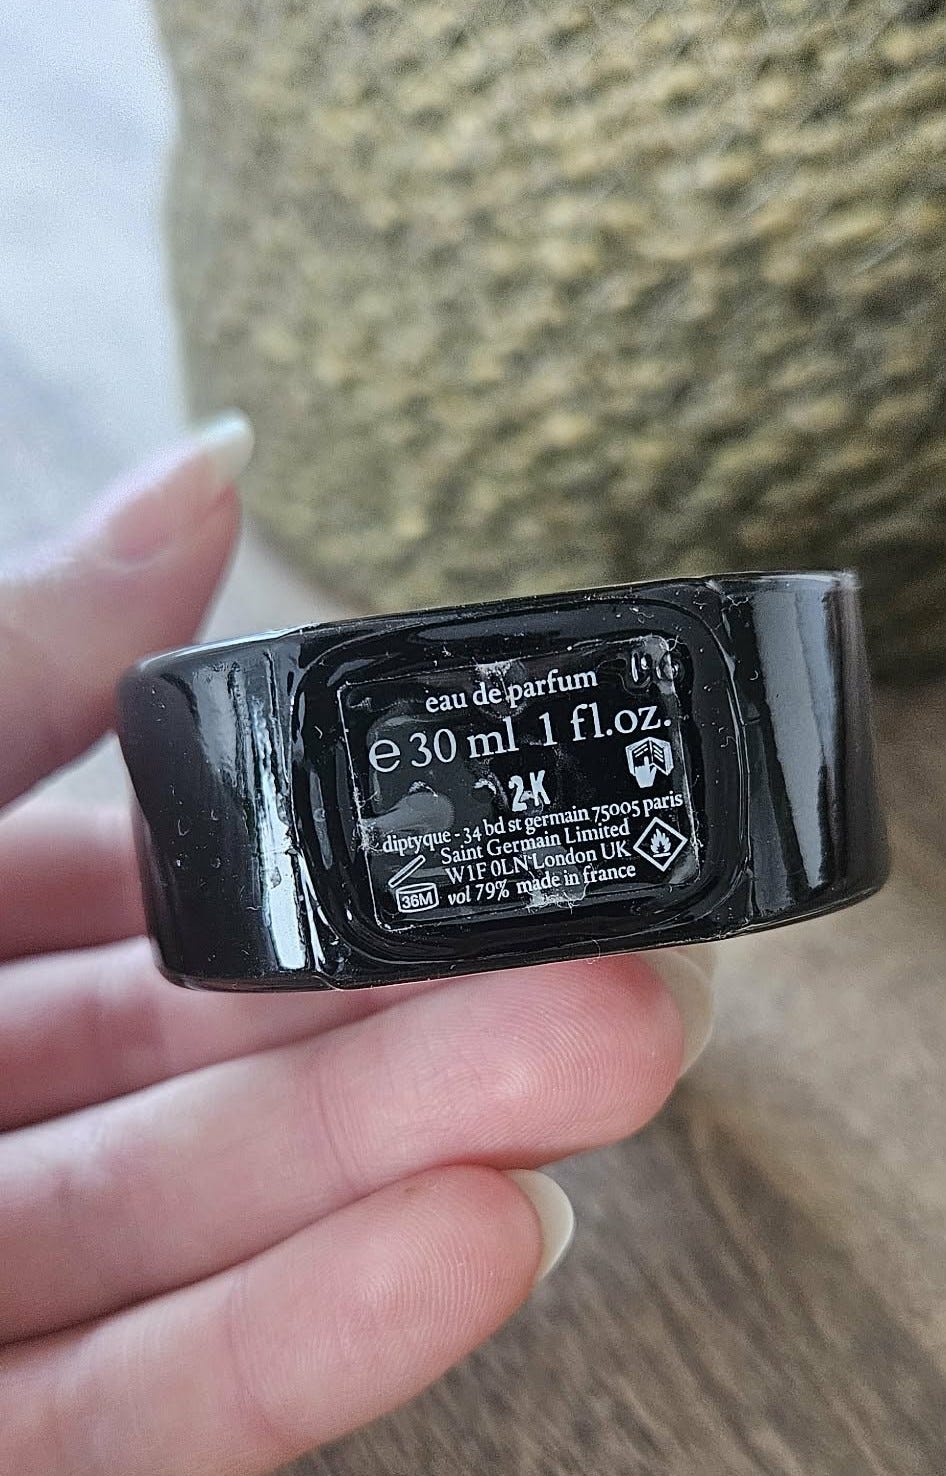 eau de parfum
e 30 ml 1 fl.oz.
2-K
diptyque - 34 bd st germain 75005 paris
Saint Germain Limited
W1F 0LN London UK
36M vol 79% made in france